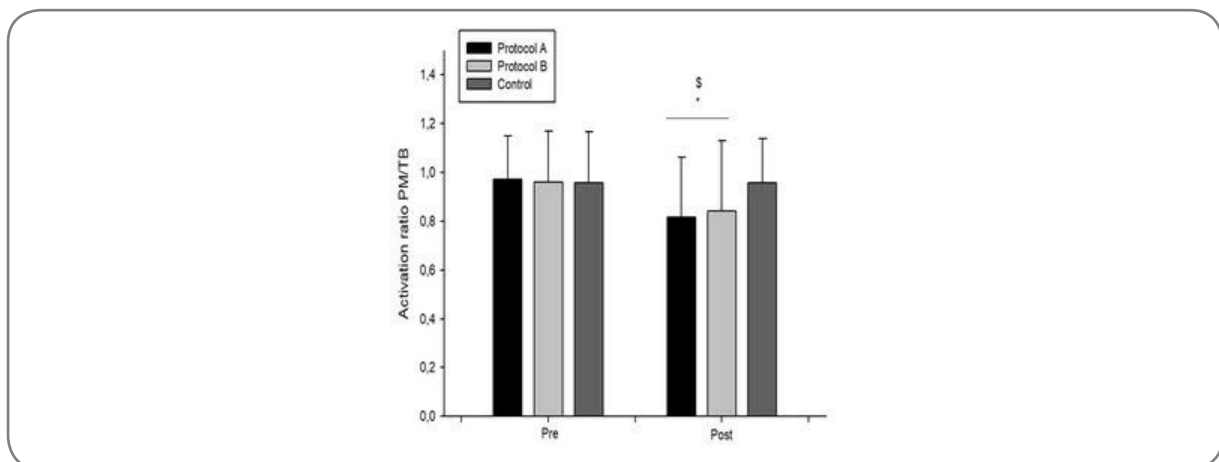 Protocol A
Protocol B
Control
Activation ratio PM/TB
1,4
1,2
1,0
0,8
0,6
0,4
0,2
0,0
$
*
Pre
Post